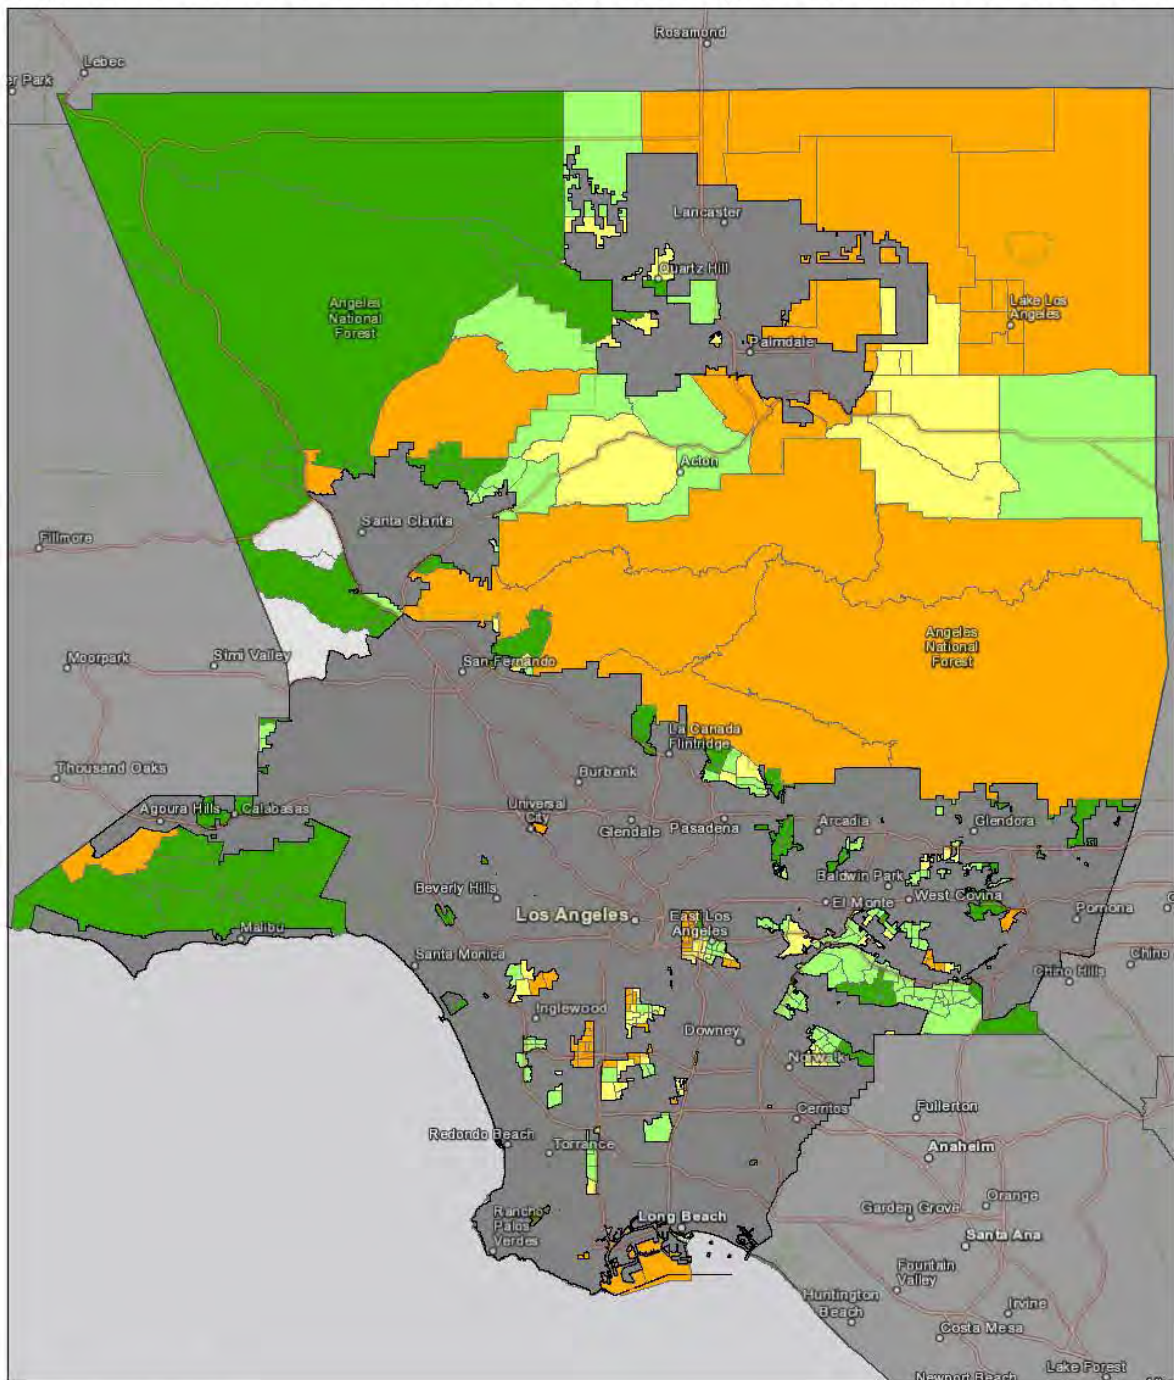 Rosamond
Lebec
er Park
Lancaster
Quartz Hill
Angeles
National
Forest
Lake Los
Angeles
Palmdale
Acton
Santa Clarita
Fillmore
Angeles
National
Forest
Moorpark
Simi Valley
San Fernando
La Canada
Flintridge
Thousand Oaks
Burbank
Agoura Hills
Calabasas
Universal
City
Glendale
Pasadena
Arcadia
Glendora
Baldwin Park
Beverly Hills
El Monte
West Covina
Los Angeles
East Los
Angeles
Pomona
Malibu
Santa Monica
Chino Hills
Chino
Inglewood
Downey
Norwalk
Cerritos
Fullerton
Redondo Beach
Torrance
Anaheim
Orange
Garden Grove
Rancho
Palos
Verdes
Long Beach
Santa Ana
Fountain
Valley
Huntington
Beach
Irvine
Costa Mesa
Lake Forest
Newport Beach